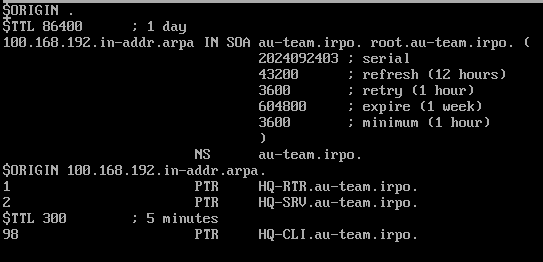 $ORIGIN .
$TTL 86400 ; 1 day
100.168.192.in-addr.arpa IN SOA au-team.irpo. root.au-team.irpo. (
2024092403 ; serial
43200 ; refresh (12 hours)
3600 ; retry (1 hour)
604800 ; expire (1 week)
3600 ; minimum (1 hour)
)
NS au-team.irpo.
$ORIGIN 100.168.192.in-addr.arpa.
1 PTR HQ-RTR.au-team.irpo.
2 PTR HQ-SRV.au-team.irpo.
$TTL 300 ; 5 minutes
98 PTR HQ-CLI.au-team.irpo.